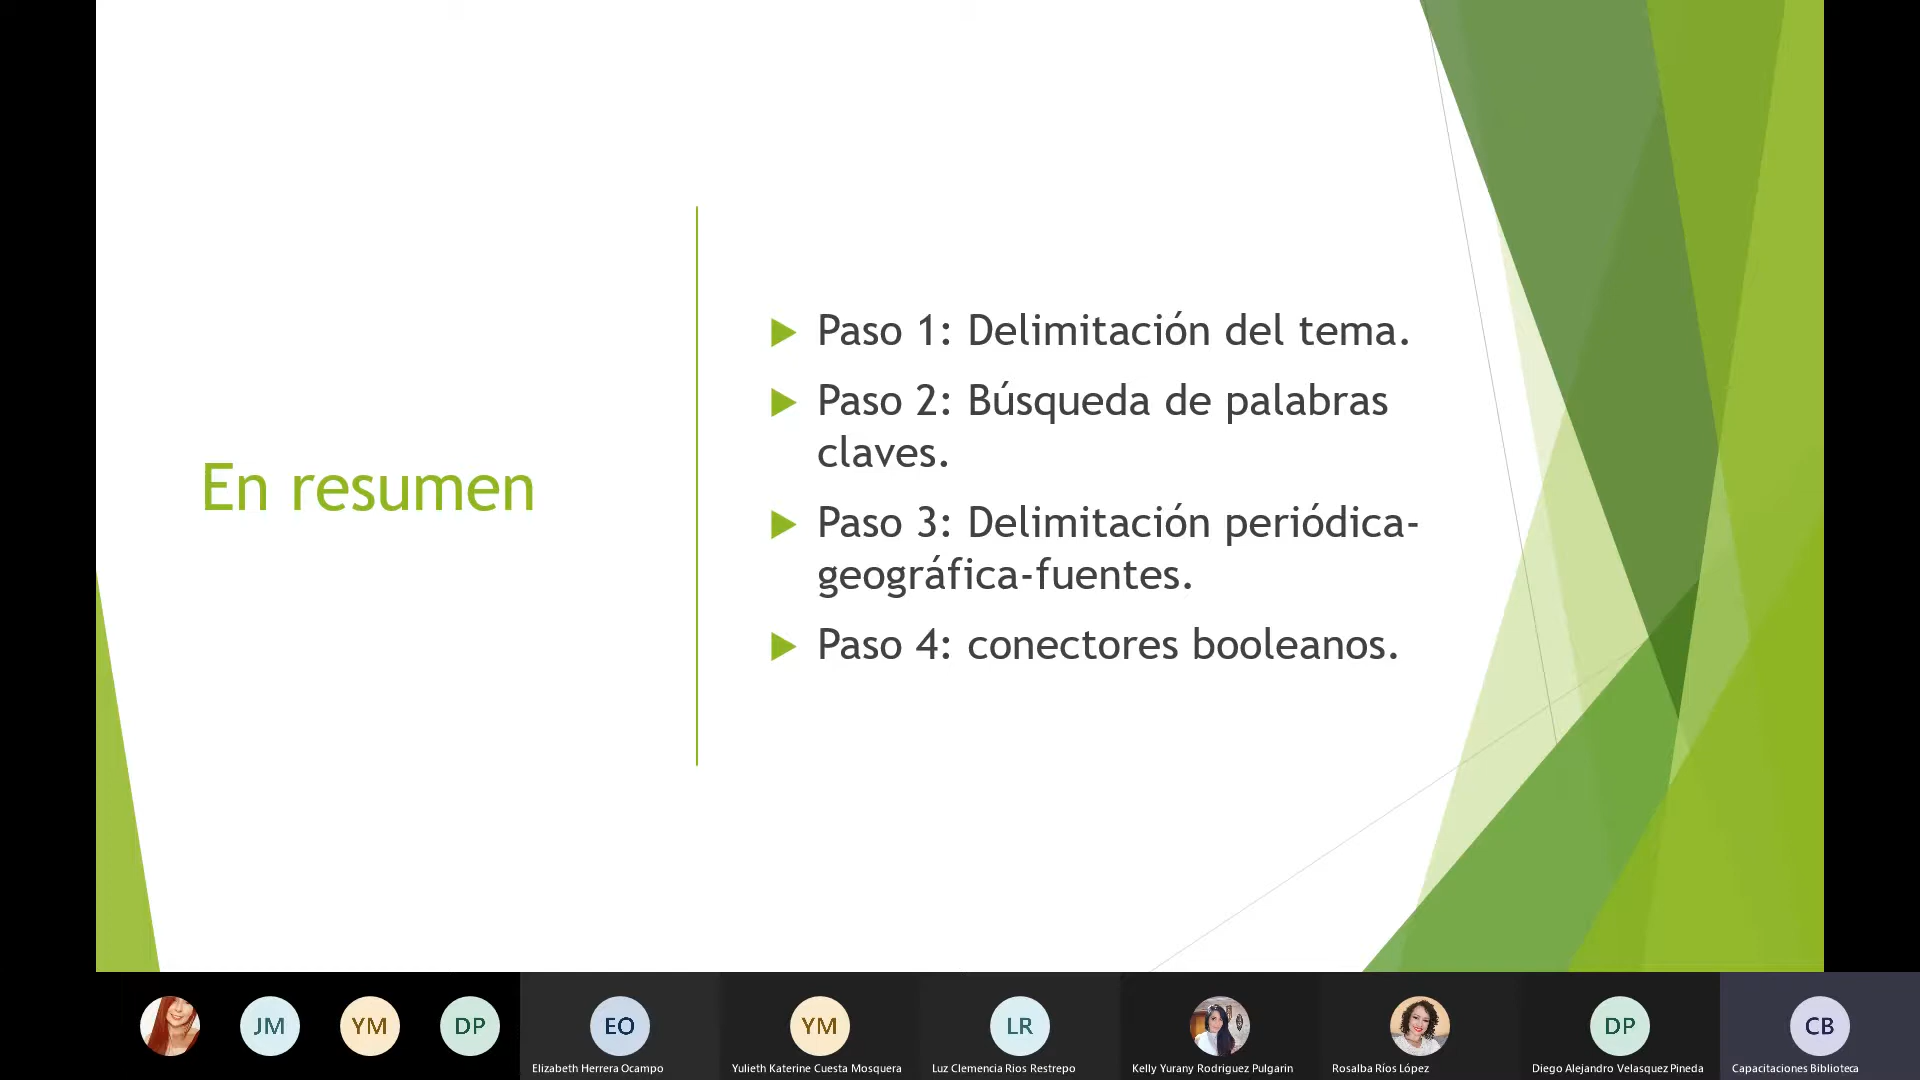 En resumen
Paso 1: Delimitación del tema.
Paso 2: Búsqueda de palabras
claves.
Paso 3: Delimitación periódica-
geográfica-fuentes.
Paso 4: conectores booleanos.
JM
YM
DP
EO
Elizabeth Herrera Ocampo
YM
Yulieth Katerine Cuesta Mosquera
LR
Luz Clemencia Rios Restrepo
Kelly Yurany Rodriguez Pulgarin
Rosalba Ríos López
DP
Diego Alejandro Velasquez Pineda
CB
Capacitaciones Biblioteca